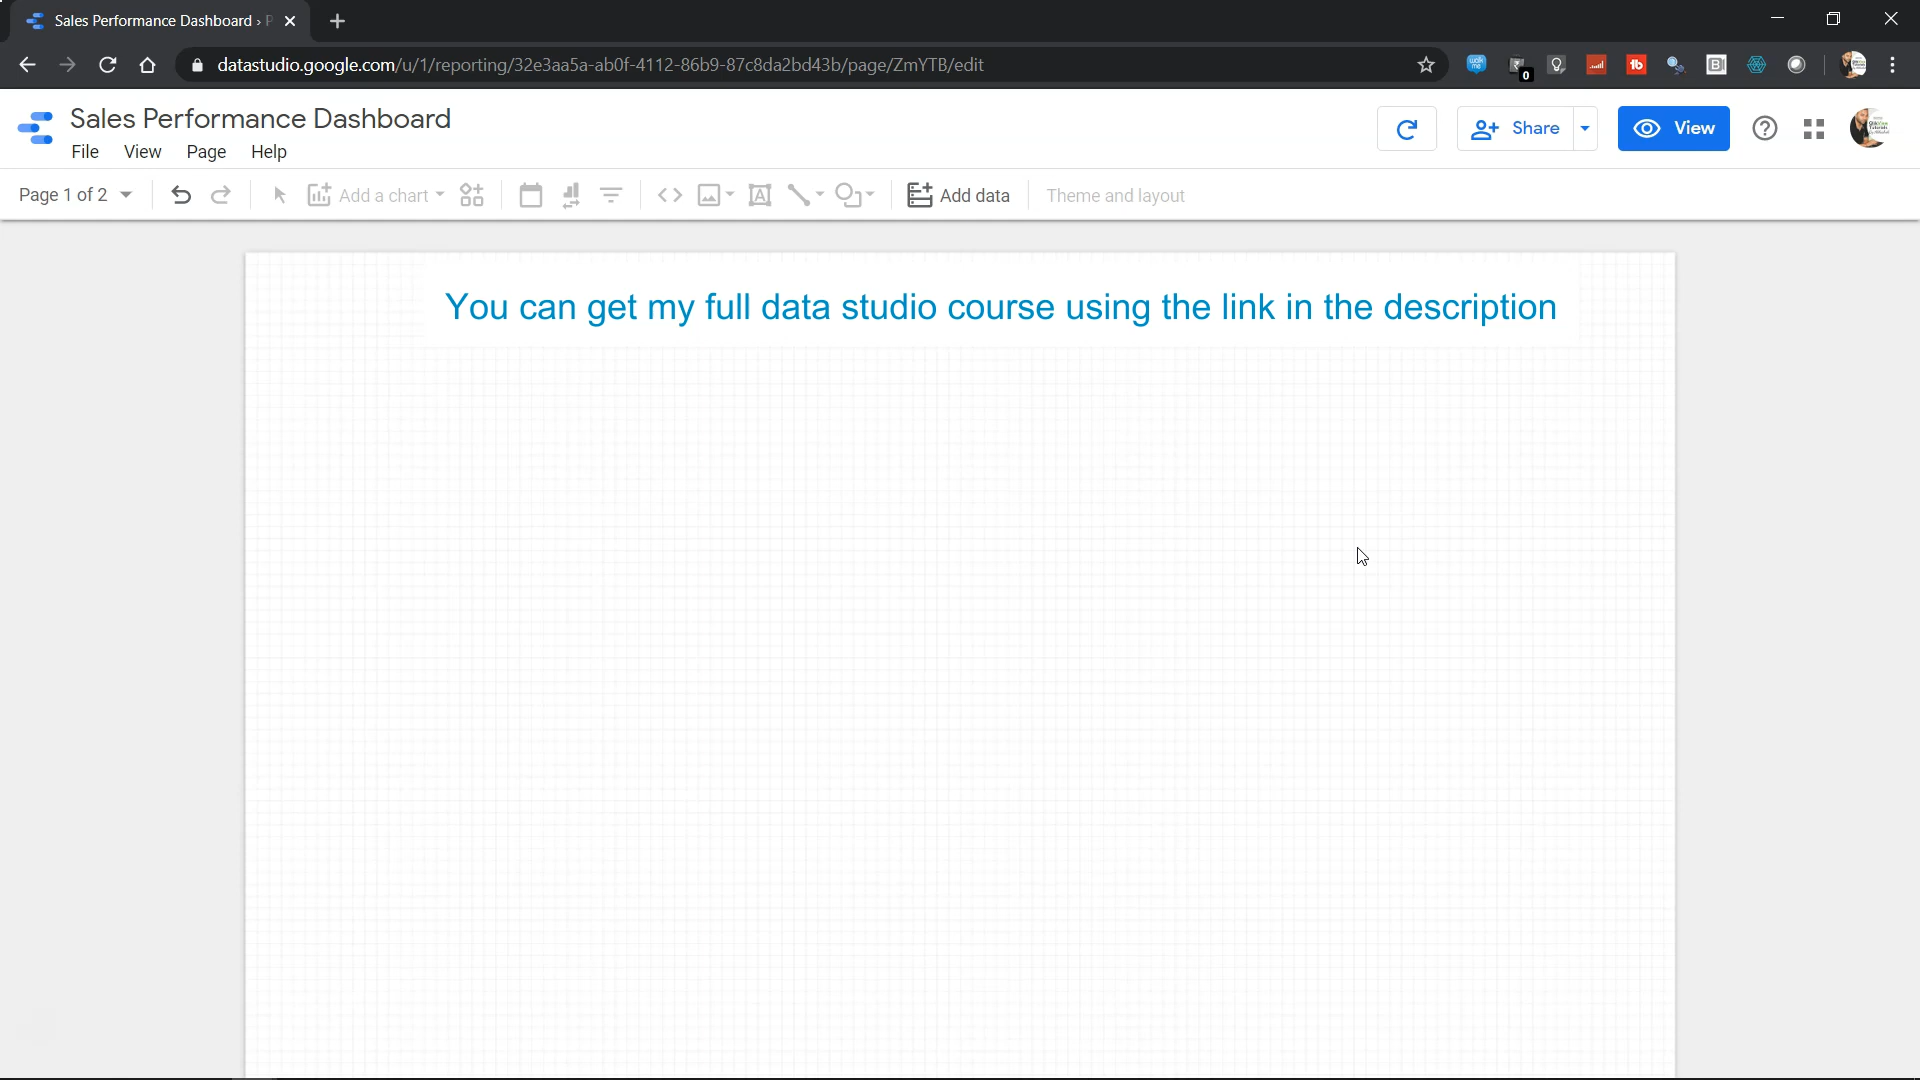 Sales Performance Dashboard › P
datastudio.google.com/u/1/reporting/32e3aa5a-ab0f-4112-86b9-87c8da2bd43b/page/ZmYTB/edit
0
Sales Performance Dashboard
File View Page Help
Share
View
Page 1 of 2
Add a chart
Add data
Theme and layout
You can get my full data studio course using the link in the description